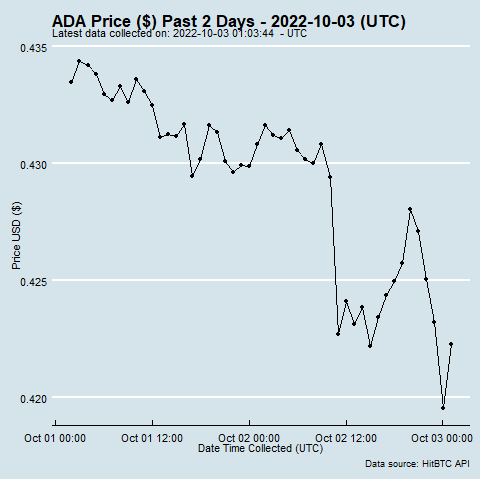 ADA Price ($) Past 2 Days - 2022-10-03 (UTC)
Latest data collected on: 2022-10-03 01:03:44  - UTC
0.435
0.430
0.425
0.420
Price USD ($)
Oct 01 00:00 Oct 01 12:00 Oct 02 00:00 Oct 02 12:00 Oct 03 00:00
Date Time Collected (UTC)
Data source: HitBTC API